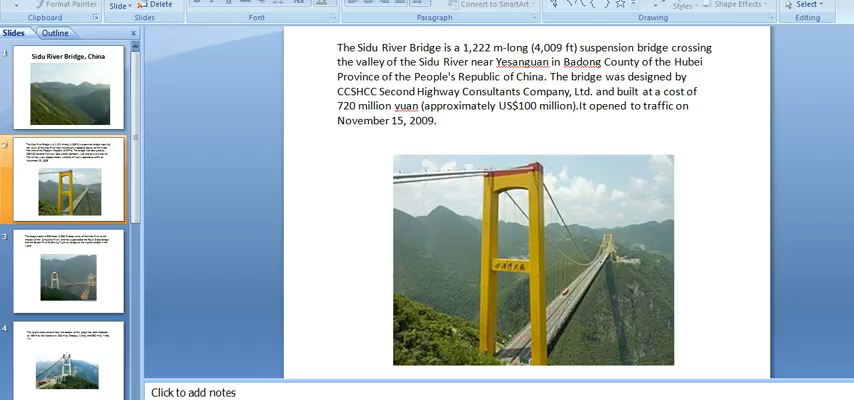 Format Painter
Slide
Delete
Convert to SmartArt
Styles
Shape Effects
Select
Clipboard
Slides
Font
Paragraph
Drawing
Editing
Slides
Outline
1
Sidu River Bridge, China
2
3
4
The Sidu River Bridge is a 1,222 m-long (4,009 ft) suspension bridge crossing
the valley of the Sidu River near Yesanguan in Badong County of the Hubei
Province of the People's Republic of China. The bridge was designed by
CCSHCC Second Highway Consultants Company, Ltd. and built at a cost of
720 million yuan (approximately US$100 million).It opened to traffic on
November 15, 2009.
Click to add notes